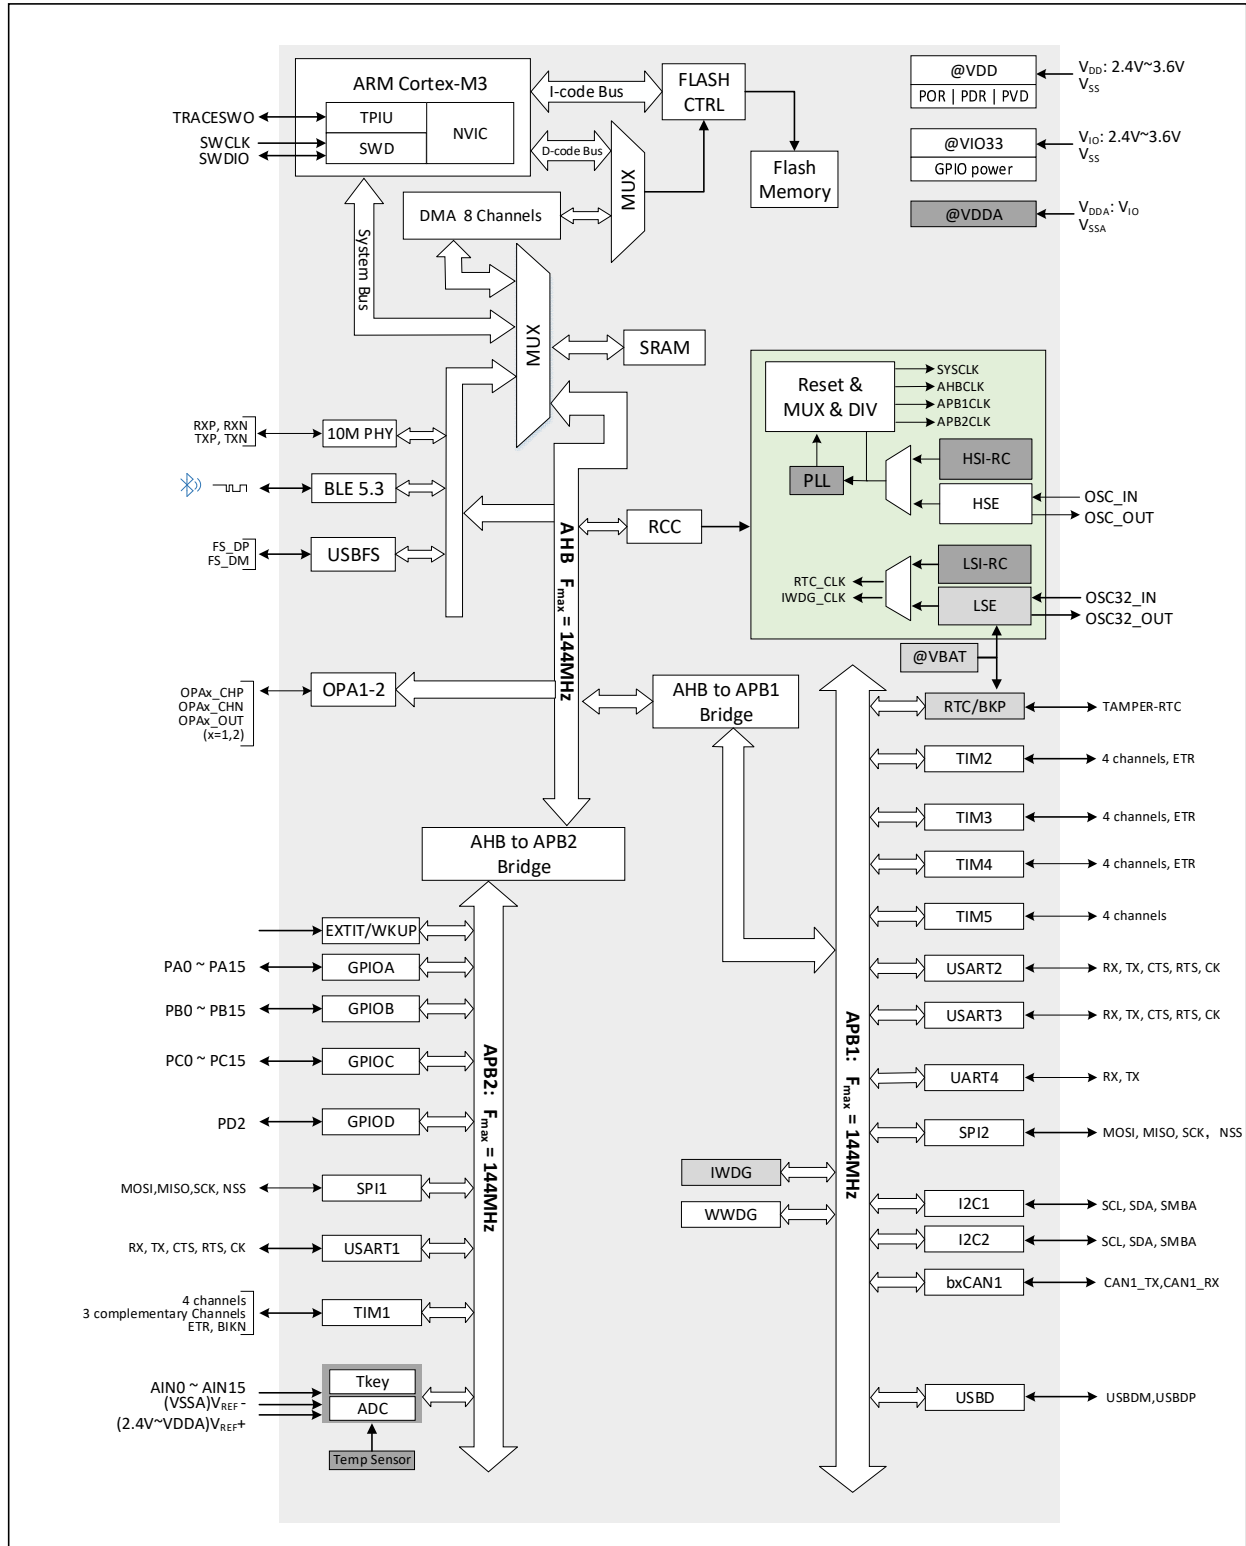 ARM Cortex-M3
TPIU
SWD
NVIC
TRACESWO
SWCLK
SWDIO
I-code Bus
D-code Bus
FLASH
CTRL
Flash
Memory
MUX
DMA 8 Channels
System Bus
MUX
SRAM
@VDD
POR | PDR | PVD
VDD: 2.4V~3.6V
VSS
@VIO33
GPIO power
VIO: 2.4V~3.6V
VSS
@VDDA
VDDA: VIO
VSSA
Reset &
MUX & DIV
SYSCLK
AHBCLK
APB1CLK
APB2CLK
PLL
HSI-RC
HSE
OSC_IN
OSC_OUT
LSI-RC
LSE
RTC_CLK
IWDG_CLK
OSC32_IN
OSC32_OUT
@VBAT
RXP, RXN
TXP, TXN
10M PHY
BLE 5.3
FS_DP
FS_DM
USBFS
RCC
AHB Fmax = 144MHz
OPAx_CHP
OPAx_CHN
OPAx_OUT
(x=1,2)
OPA1-2
AHB to APB1
Bridge
AHB to APB2
Bridge
RTC/BKP
TAMPER-RTC
TIM2
4 channels, ETR
TIM3
4 channels, ETR
TIM4
4 channels, ETR
TIM5
4 channels
USART2
RX, TX, CTS, RTS, CK
USART3
RX, TX, CTS, RTS, CK
UART4
RX, TX
SPI2
MOSI, MISO, SCK，NSS
I2C1
SCL, SDA, SMBA
I2C2
SCL, SDA, SMBA
bxCAN1
CAN1_TX,CAN1_RX
USBD
USBDM,USBDP
APB1: Fmax = 144MHz
IWDG
WWDG
EXTIT/WKUP
PA0 ~ PA15
GPIOA
PB0 ~ PB15
GPIOB
PC0 ~ PC15
GPIOC
PD2
GPIOD
MOSI,MISO,SCK, NSS
SPI1
RX, TX, CTS, RTS, CK
USART1
4 channels
3 complementary Channels
ETR, BIKN
TIM1
APB2: Fmax = 144MHz
AIN0 ~ AIN15
(VSSA)VREF-
(2.4V~VDDA)VREF+
Tkey
ADC
Temp Sensor